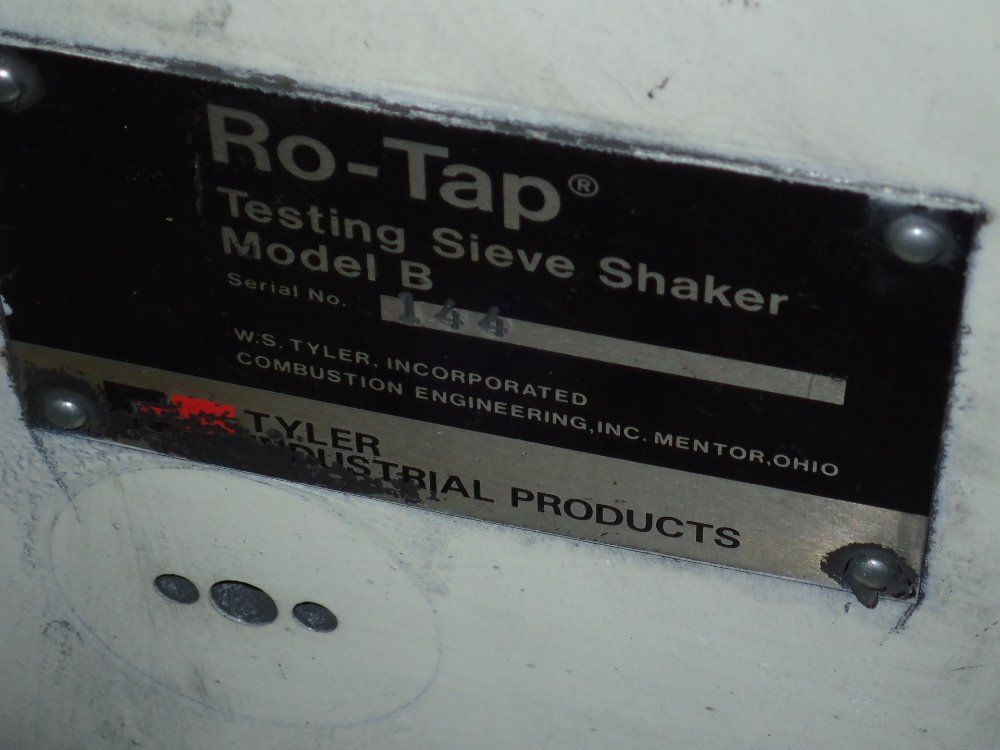 Ro-Tap®
Testing Sieve Shaker
Model B
Serial No. 144
W.S. TYLER, INCORPORATED
COMBUSTION ENGINEERING, INC. MENTOR, OHIO
TYLER
INDUSTRIAL PRODUCTS